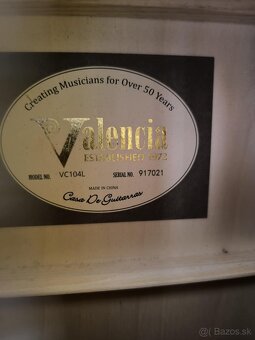 Creating Musicians for Over 50 Years
Valencia
ESTABLISHED 1973
MODEL NO. VC104L SERIAL NO. 917021
MADE IN CHINA
Casa De Guitarras
© Bazos.sk